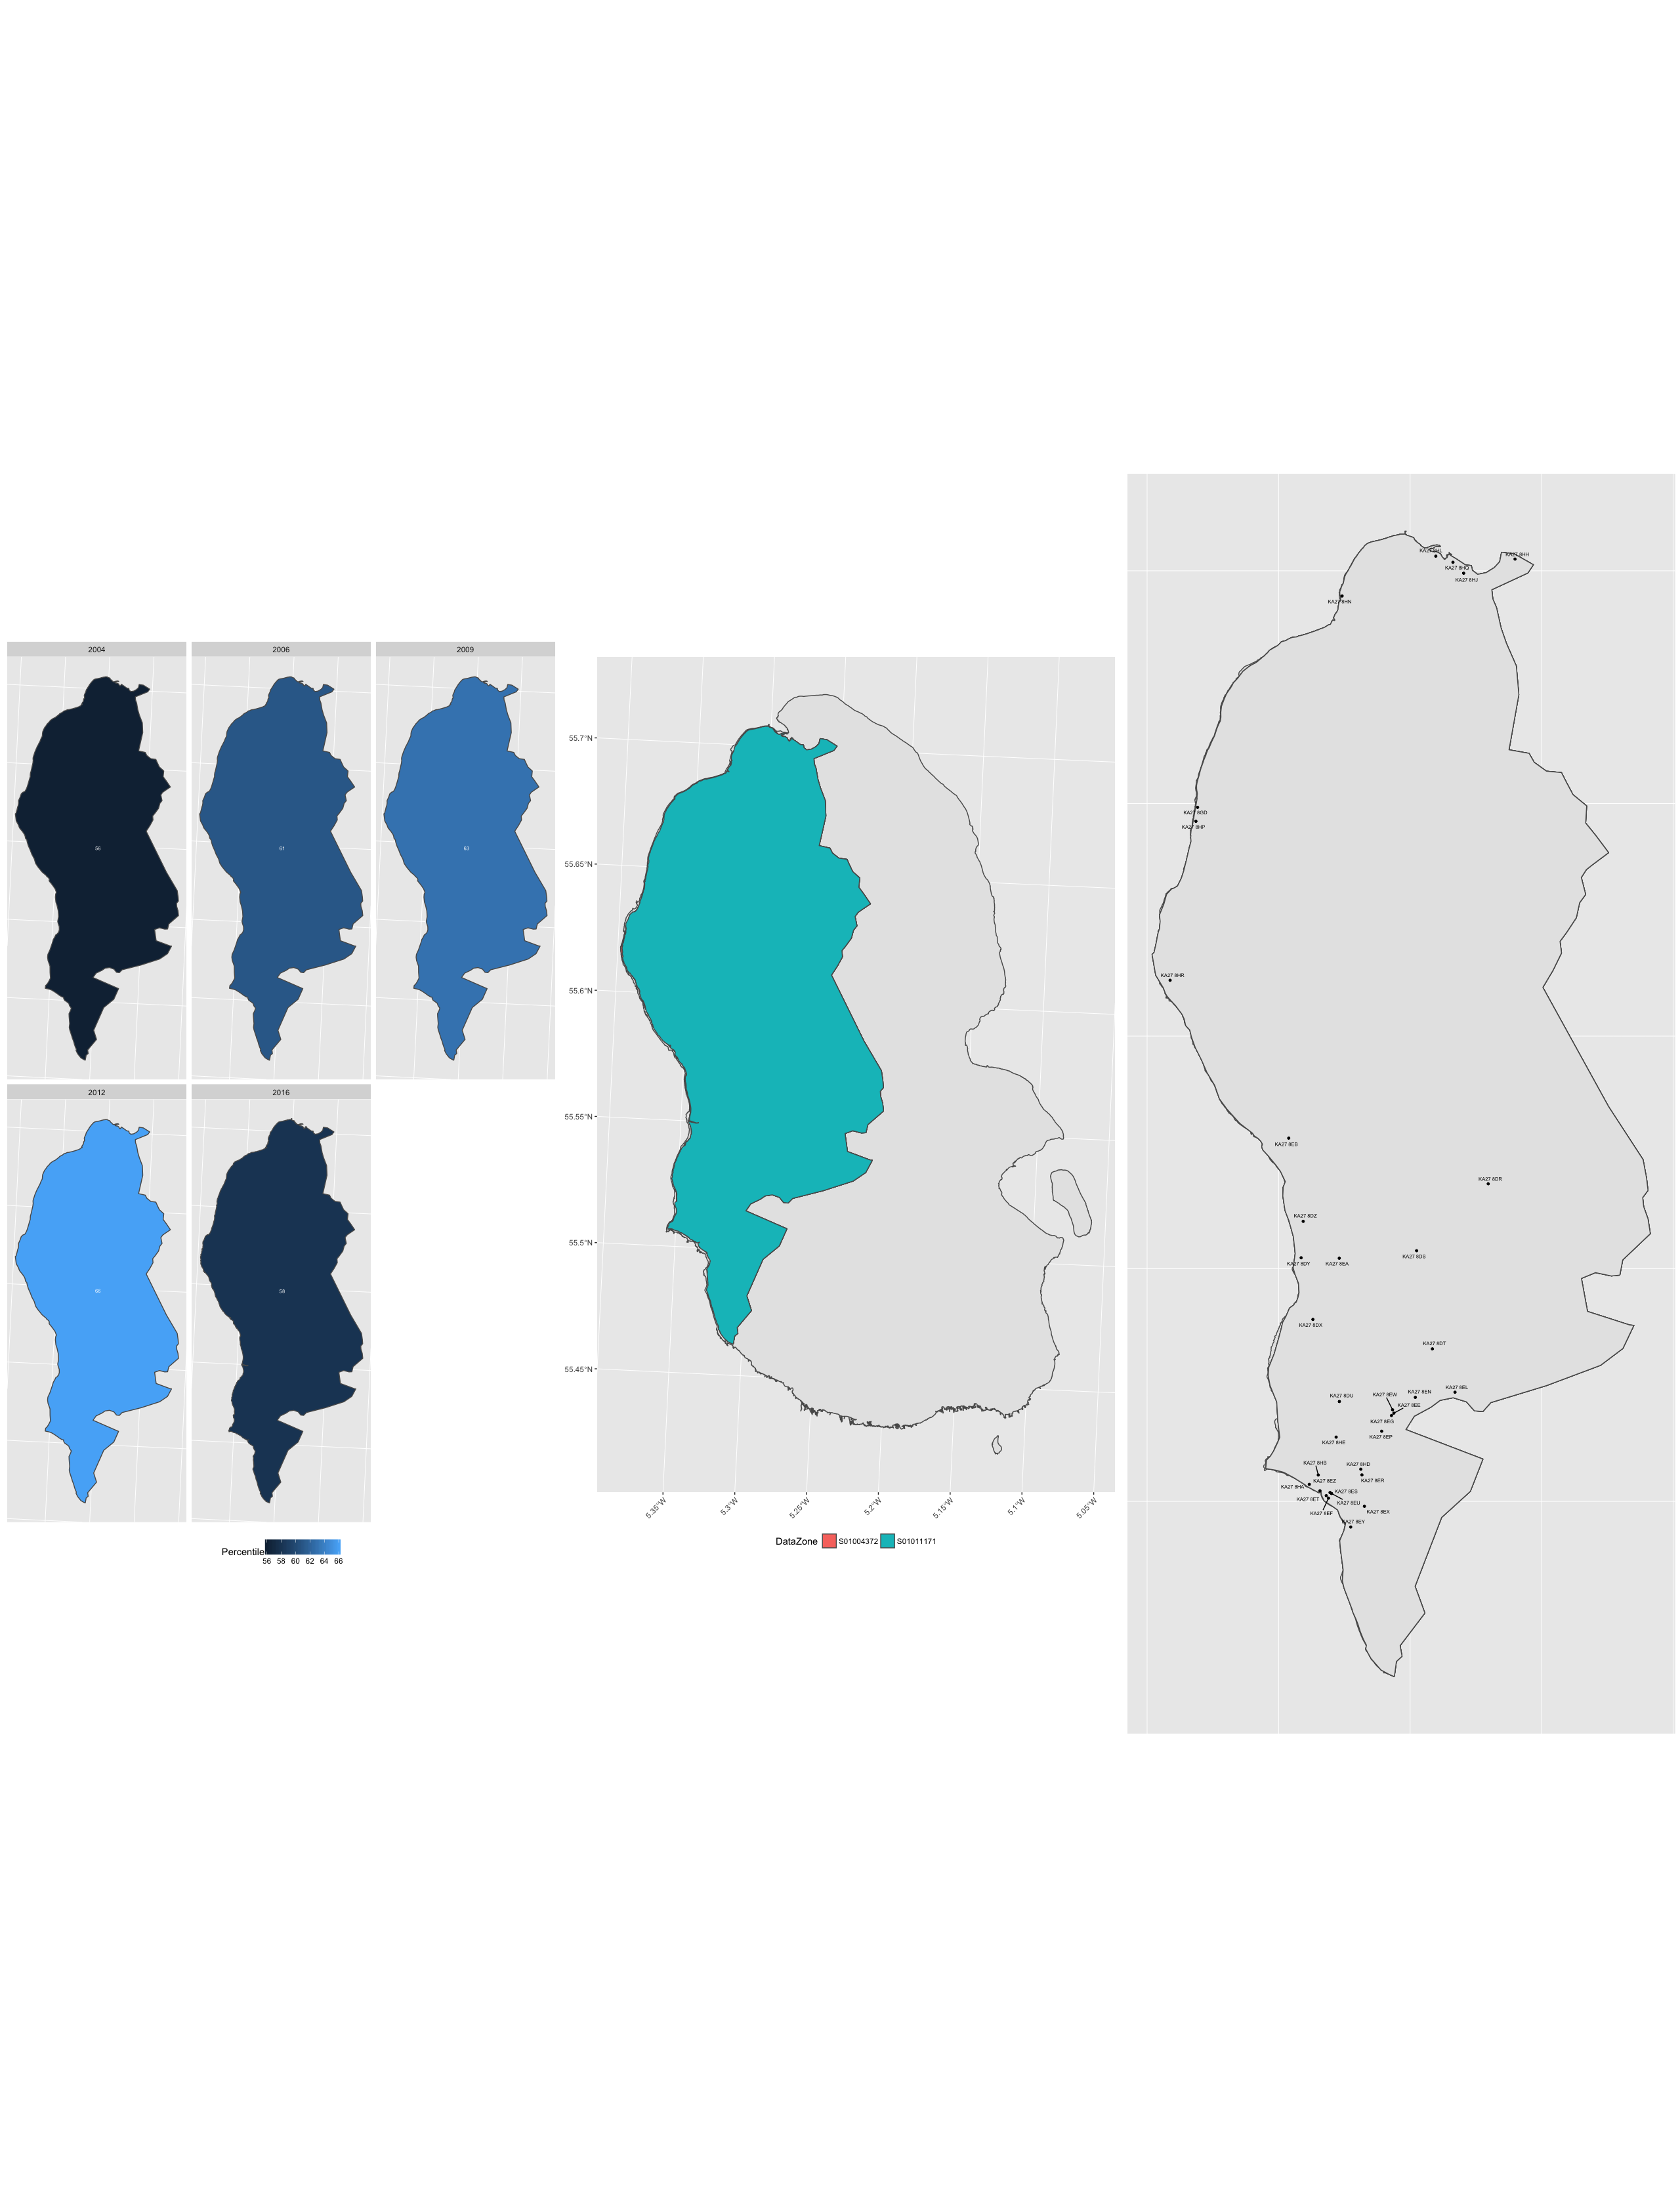 2004
2006
2009
56
61
63
2012
2016
66
58
Percentile
56 58 60 62 64 66
55.7°N
55.65°N
55.6°N
55.55°N
55.5°N
55.45°N
5.35°W
5.3°W
5.25°W
5.2°W
5.15°W
5.1°W
5.05°W
DataZone S01004372 S01011171
KA27 8HH
KA27 8HQ
KA27 8HJ
KA27 8HN
KA27 8GD
KA27 8HP
KA27 8HR
KA27 8EB
KA27 8DR
KA27 8DZ
KA27 8DS
KA27 8DY
KA27 8EA
KA27 8DX
KA27 8DT
KA27 8EL
KA27 8EN
KA27 8EW
KA27 8DU
KA27 8EE
KA27 8EG
KA27 8EP
KA27 8HE
KA27 8HB
KA27 8HD
KA27 8EZ
KA27 8ER
KA27 8HA
KA27 8ES
KA27 8ET
KA27 8EU
KA27 8EF
KA27 8EX
KA27 8EY